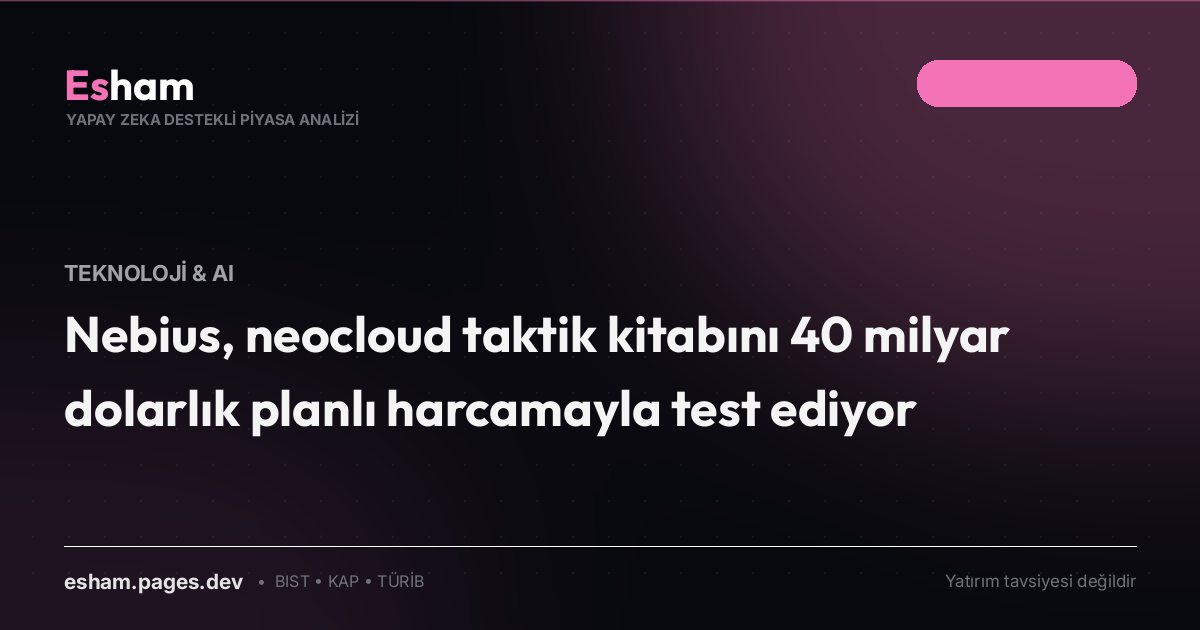 Esham
YAPAY ZEKA DESTEKLİ PİYASA ANALİZİ
TEKNOLOJİ & AI
Nebius, neocloud taktik kitabını 40 milyar
dolarlık planlı harcamayla test ediyor
esham.pages.dev • BIST • KAP • TÜRİB
Yatırım tavsiyesi değildir